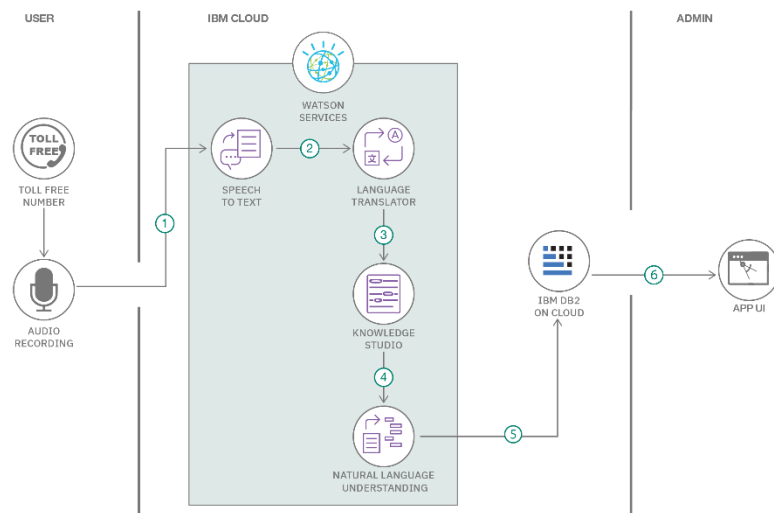 USER
IBM CLOUD
ADMIN
WATSON
SERVICES
TOLL
FREE
TOLL FREE
NUMBER
1
SPEECH
TO TEXT
2
A
文
LANGUAGE
TRANSLATOR
3
AUDIO
RECORDING
KNOWLEDGE
STUDIO
4
NATURAL LANGUAGE
UNDERSTANDING
5
IBM DB2
ON CLOUD
6
APP UI